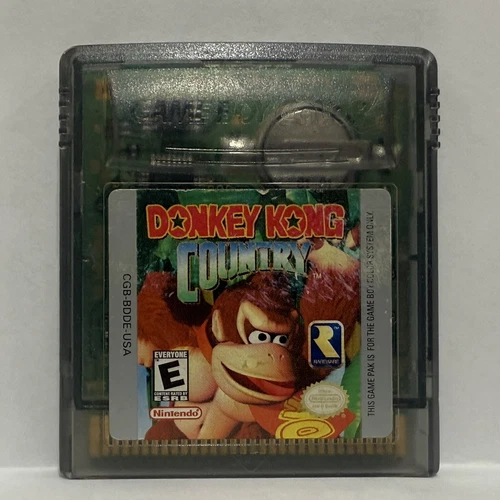 GAME BOY COLOR
DONKEY KONG
COUNTRY
CGB-BDDE-USA
THIS GAME PAK IS FOR THE GAME BOY COLOR SYSTEM ONLY.
EVERYONE
E
CONTENT RATED BY
ESRB
Nintendo
R
RAREWARE